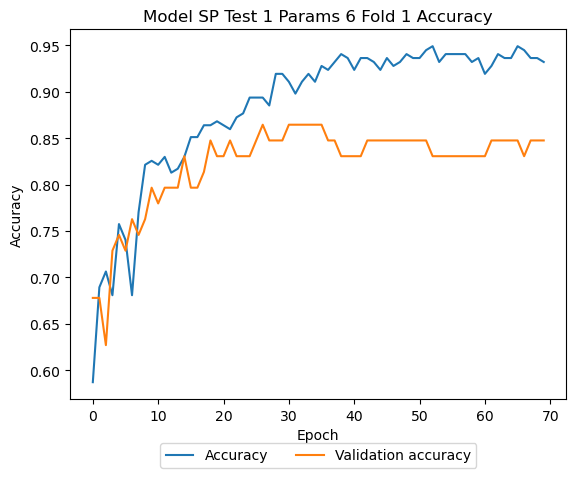 Model SP Test 1 Params 6 Fold 1 Accuracy
0.95
0.90
0.85
0.80
0.75
0.70
0.65
0.60
Accuracy
0 10 20 30 40 50 60 70
Epoch
Accuracy Validation accuracy